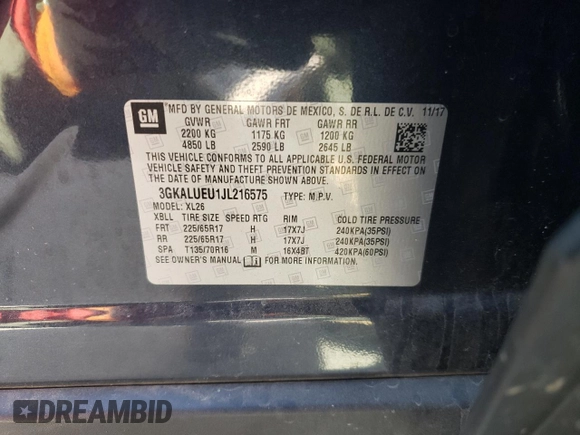 GM
MFD BY GENERAL MOTORS DE MEXICO, S. DE R.L. DE C.V. 11/17
GVWR GAWR FRT GAWR RR
2200 KG 1175 KG 1200 KG
4850 LB 2590 LB 2645 LB
THIS VEHICLE CONFORMS TO ALL APPLICABLE U.S. FEDERAL MOTOR
VEHICLE SAFETY AND THEFT PREVENTION STANDARDS IN EFFECT
ON THE DATE OF MANUFACTURE SHOWN ABOVE.
3GKALUEU1JL216575 TYPE: M.P.V.
MODEL: XL26
XBLL TIRE SIZE SPEED RTG RIM COLD TIRE PRESSURE
FRT 225/65R17 H 17X7J 240KPA(35PSI)
RR 225/65R17 H 17X7J 240KPA(35PSI)
SPA T135/70R16 M 16X4BT 420KPA(60PSI)
SEE OWNER'S MANUAL FOR MORE INFORMATION
DREAMBID